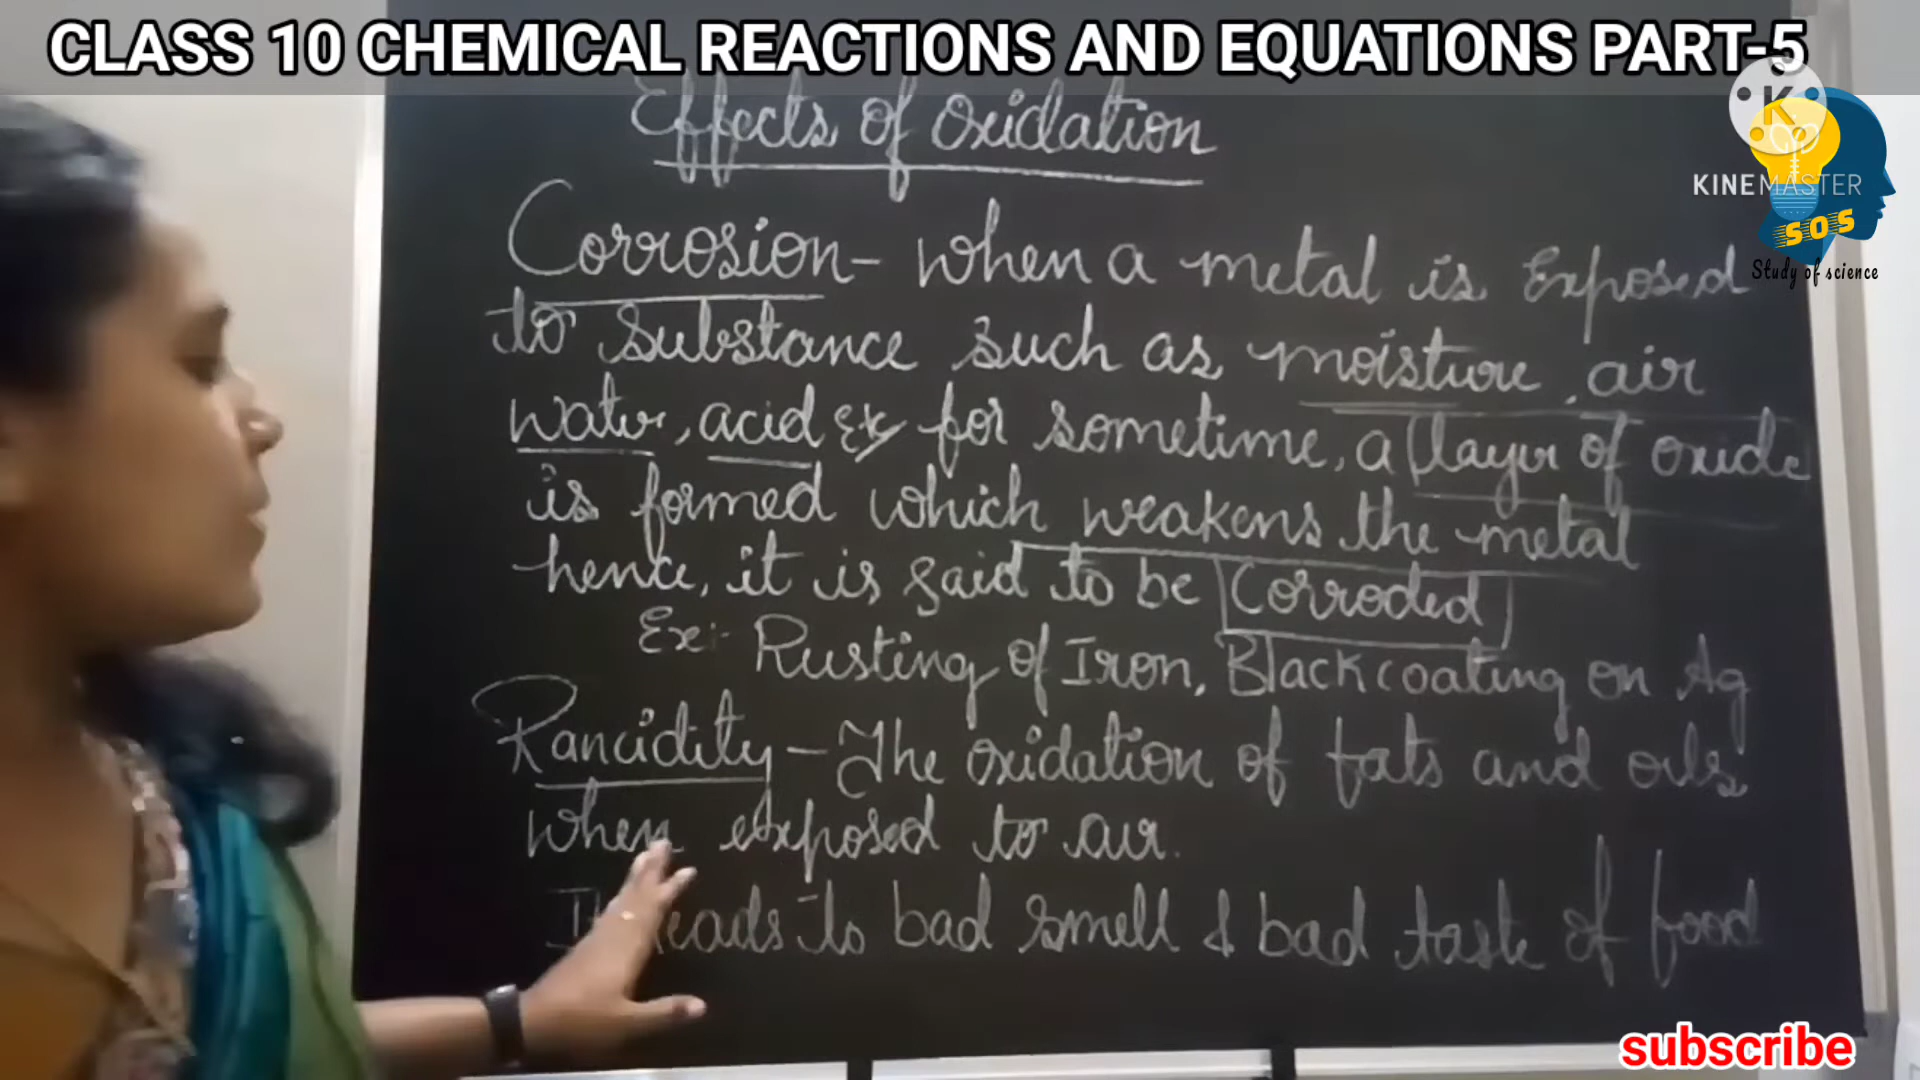 CLASS 10 CHEMICAL REACTIONS AND EQUATIONS PART-5
Effects of Oxidation
KINEMASTER
SOS
Study of science
Corrosion - when a metal is Exposed
to substance such as moisture, air
water, acid for sometime, a layer of oxide
is formed which weakens the metal
hence, it is said to be Corroded
Ex:- Rusting of Iron, Black coating on Ag
Rancidity - The oxidation of fats and oils
when exposed to air.
leads to bad smell & bad taste of food
subscribe